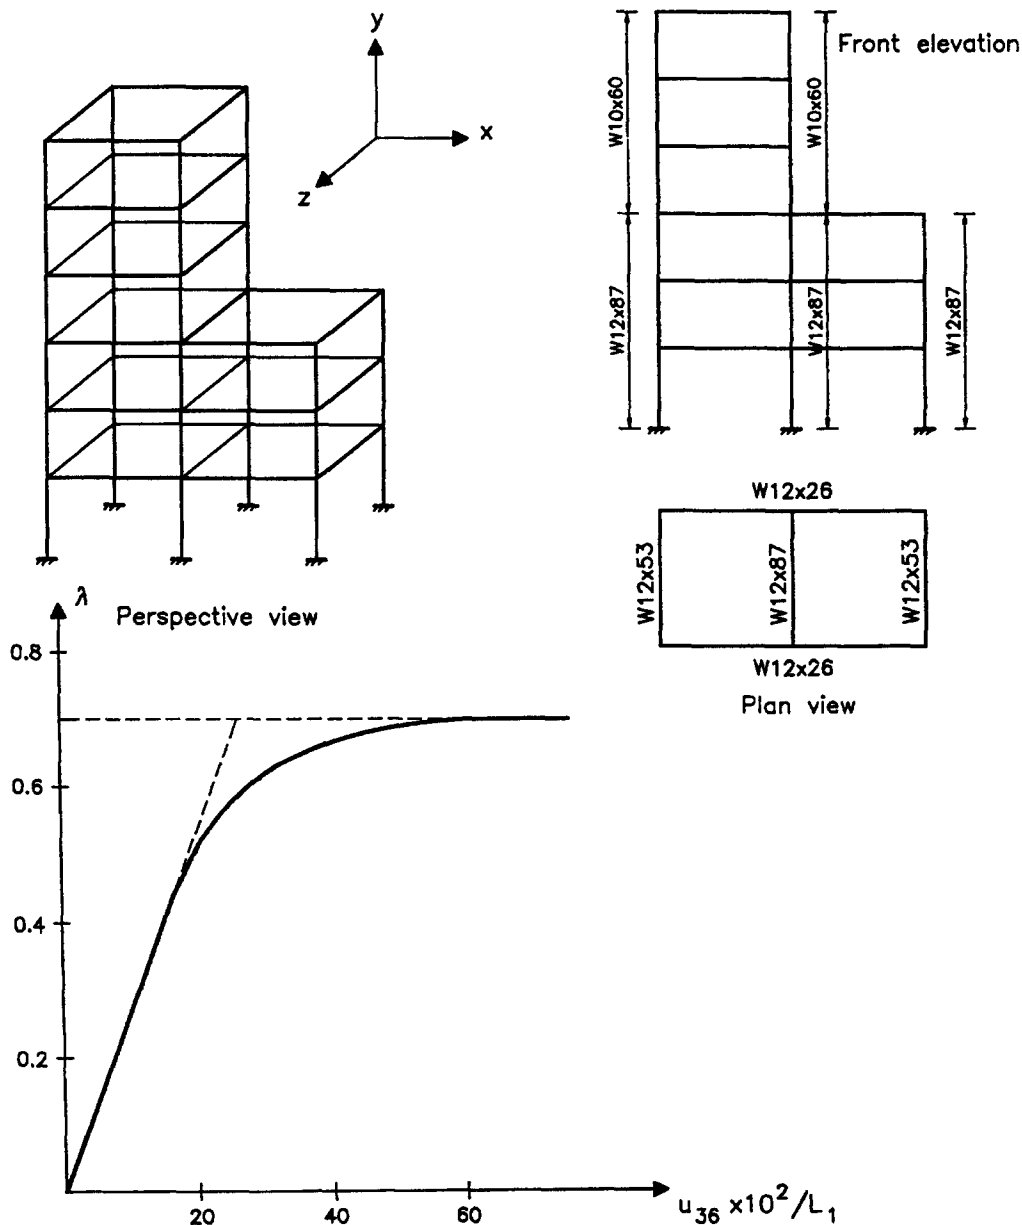 y
x
z
Front elevation
W10x60
W10x60
W12x87
W12x87
W12x87
W12x26
W12x53
W12x87
W12x53
W12x26
Plan view
Perspective view
λ
0.8
0.6
0.4
0.2
20
40
60
u₃₆ x10²/L₁